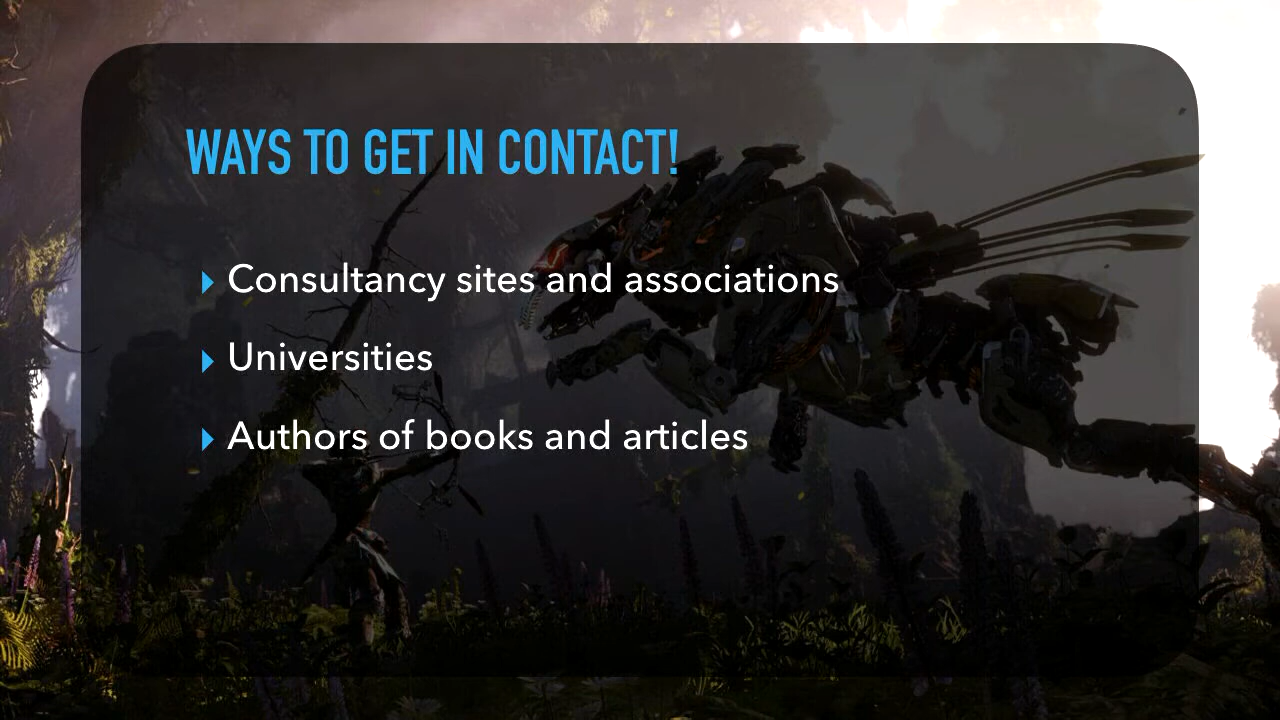 WAYS TO GET IN CONTACT!
Consultancy sites and associations
Universities
Authors of books and articles